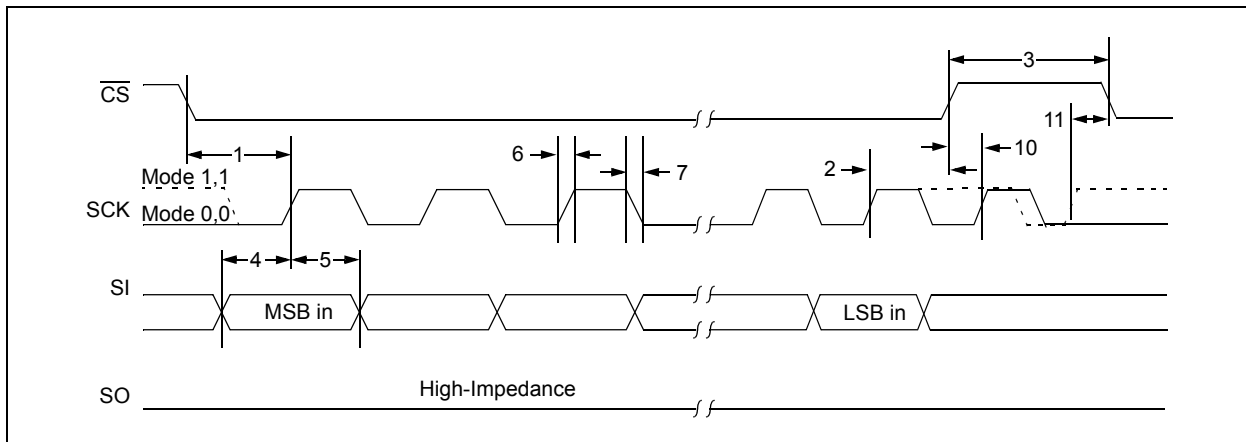 3
CS
11
1
6
7
2
10
Mode 1,1
SCK
Mode 0,0
4
5
SI
MSB in
LSB in
SO
High-Impedance